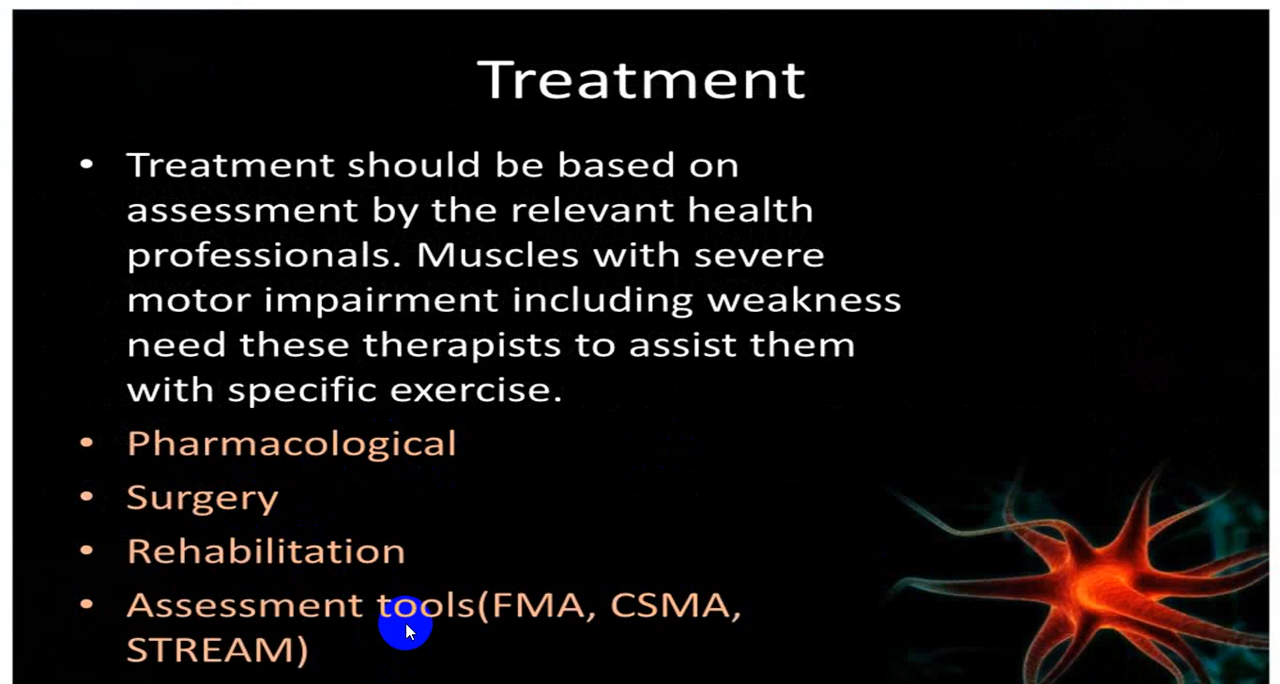 Treatment
• Treatment should be based on
assessment by the relevant health
professionals. Muscles with severe
motor impairment including weakness
need these therapists to assist them
with specific exercise.
• Pharmacological
• Surgery
• Rehabilitation
• Assessment tools(FMA, CSMA,
STREAM)